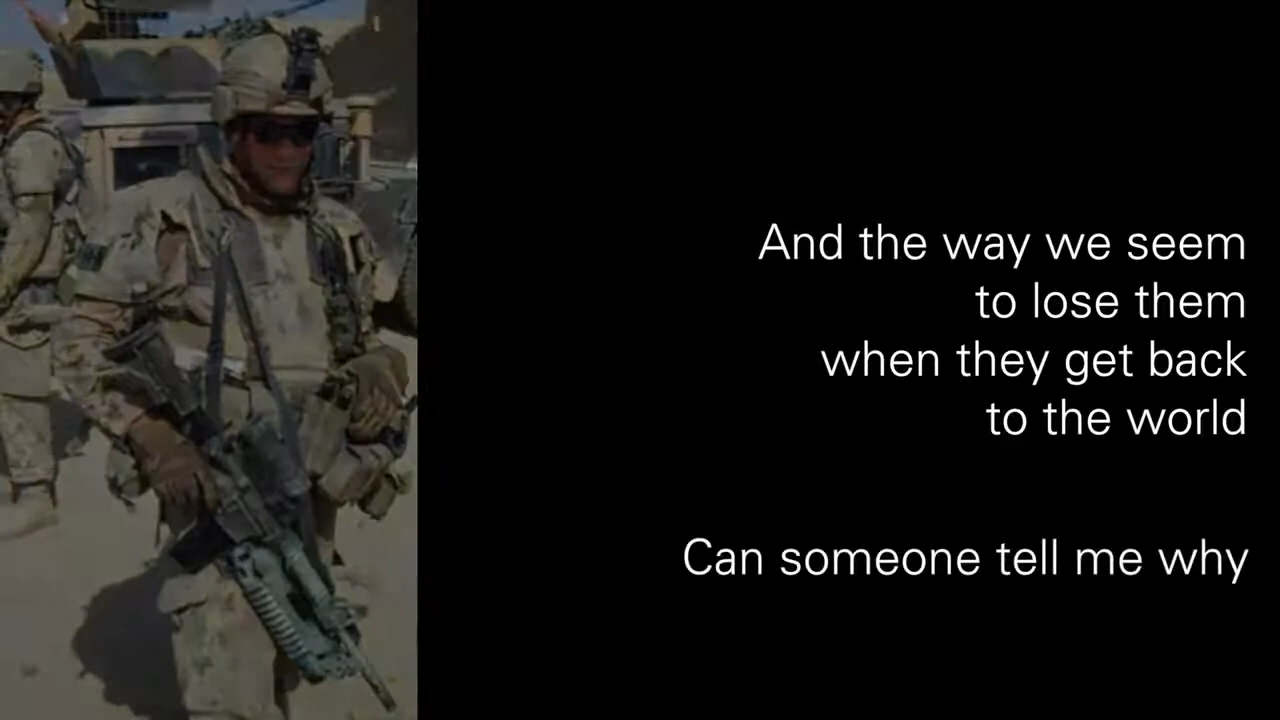 And the way we seem
to lose them
when they get back
to the world
Can someone tell me why